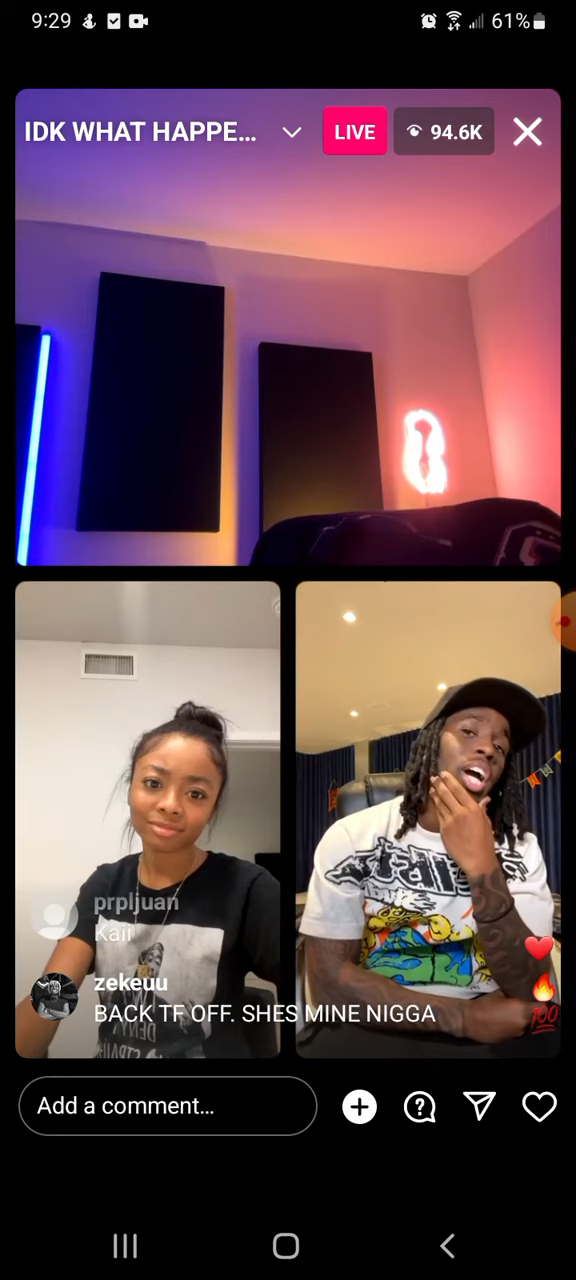 9:29
61%
IDK WHAT HAPPE...
LIVE
94.6K
prpljuan
Kaii
zekeuu
BACK TF OFF. SHES MINE NIGGA
💯
Add a comment...